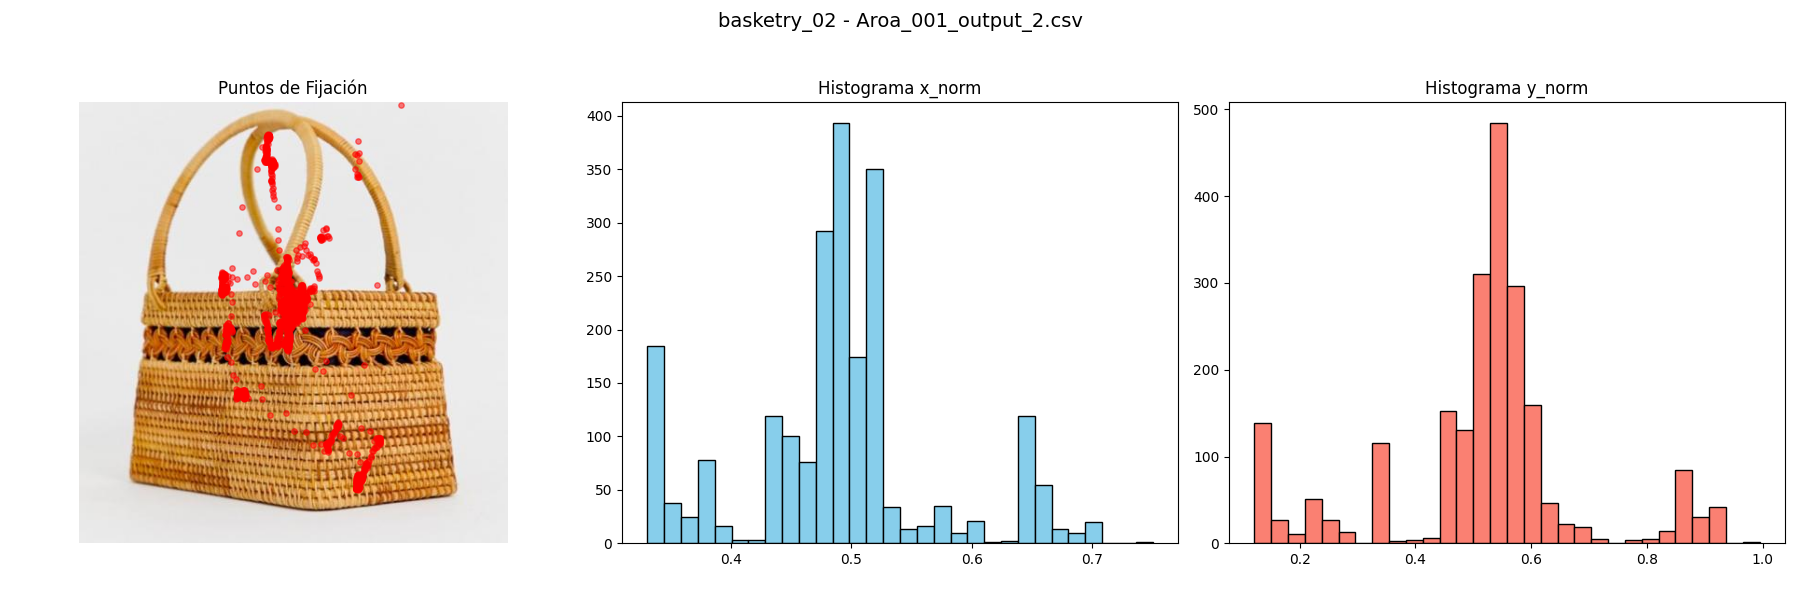 basketry_02 - Aroa_001_output_2.csv
Puntos de Fijación
Histograma x_norm
400
350
300
250
200
150
100
50
0
0.4 0.5 0.6 0.7
Histograma y_norm
500
400
300
200
100
0
0.2 0.4 0.6 0.8 1.0